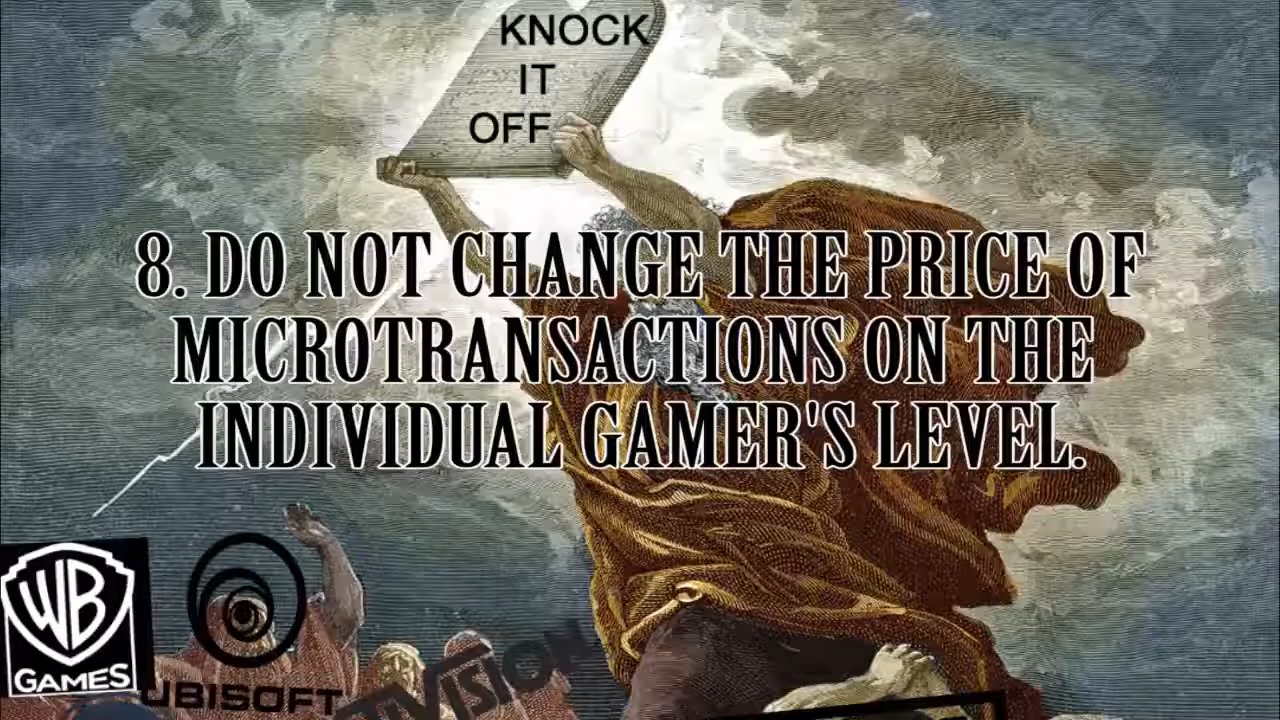 KNOCK
IT
OFF
8. DO NOT CHANGE THE PRICE OF
MICROTRANSACTIONS ON THE
INDIVIDUAL GAMER'S LEVEL.
WB
GAMES
UBISOFT
TIVISION